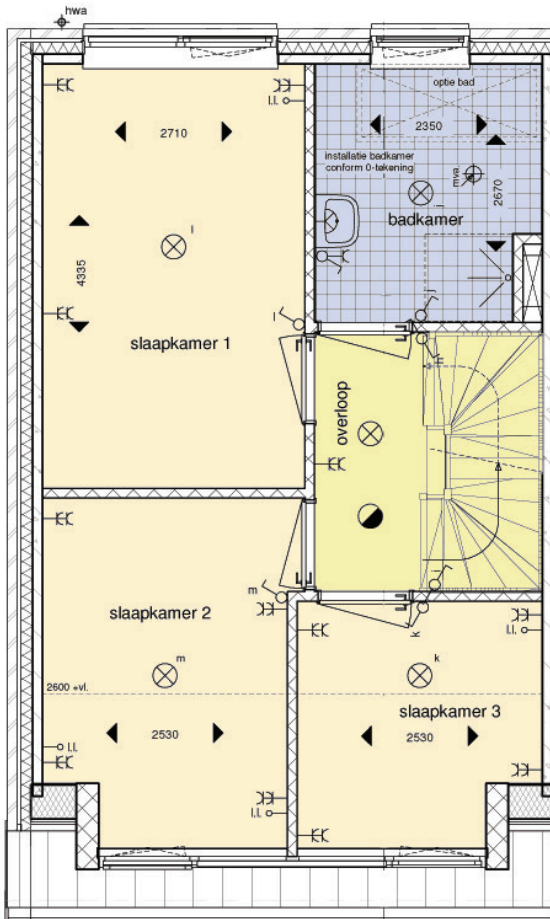 hwa
l.l.
optie bad
2710
2350
installatie badkamer
conform 0-tekening
mva.
i
badkamer
2670
l
4335
l
j
slaapkamer 1
h
overloop
m
i
slaapkamer 2
k
l.l.
m
k
2600 +vl.
slaapkamer 3
2530
2530
l.l.
l.l.